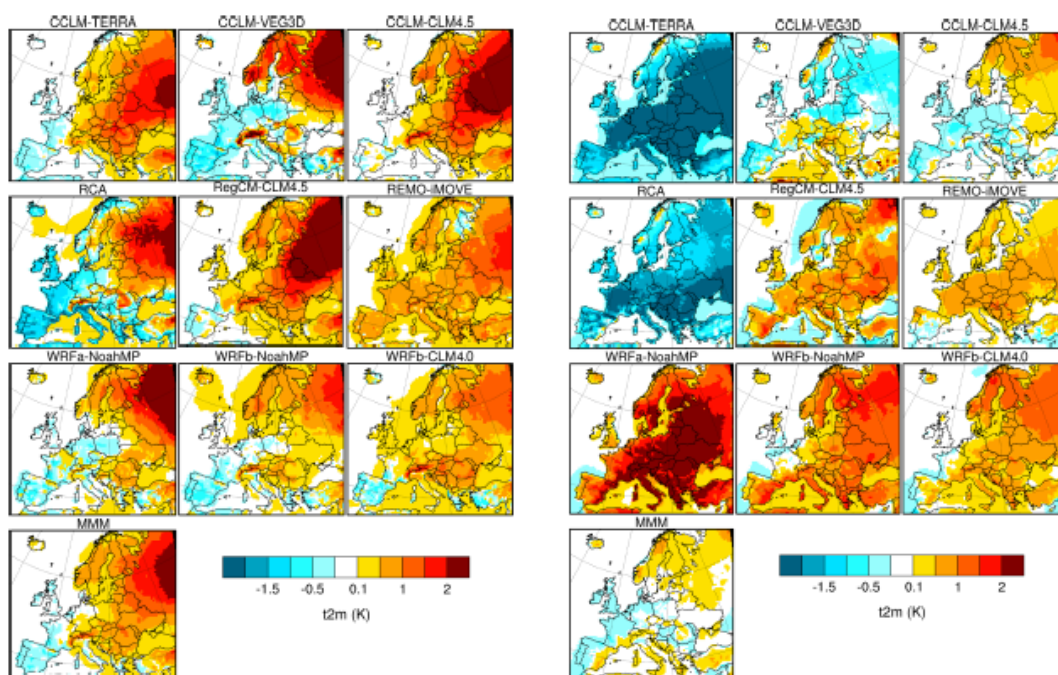 CCLM-TERRA CCLM-VEG3D CCLM-CLM4.5
RCA RegCM-CLM4.5 REMO-iMOVE
WRFa-NoahMP WRFb-NoahMP WRFb-CLM4.0
MMM
-1.5 -0.5 0.1 1 2
t2m (K)
CCLM-TERRA CCLM-VEG3D CCLM-CLM4.5
RCA RegCM-CLM4.5 REMO-iMOVE
WRFa-NoahMP WRFb-NoahMP WRFb-CLM4.0
MMM
-1.5 -0.5 0.1 1 2
t2m (K)